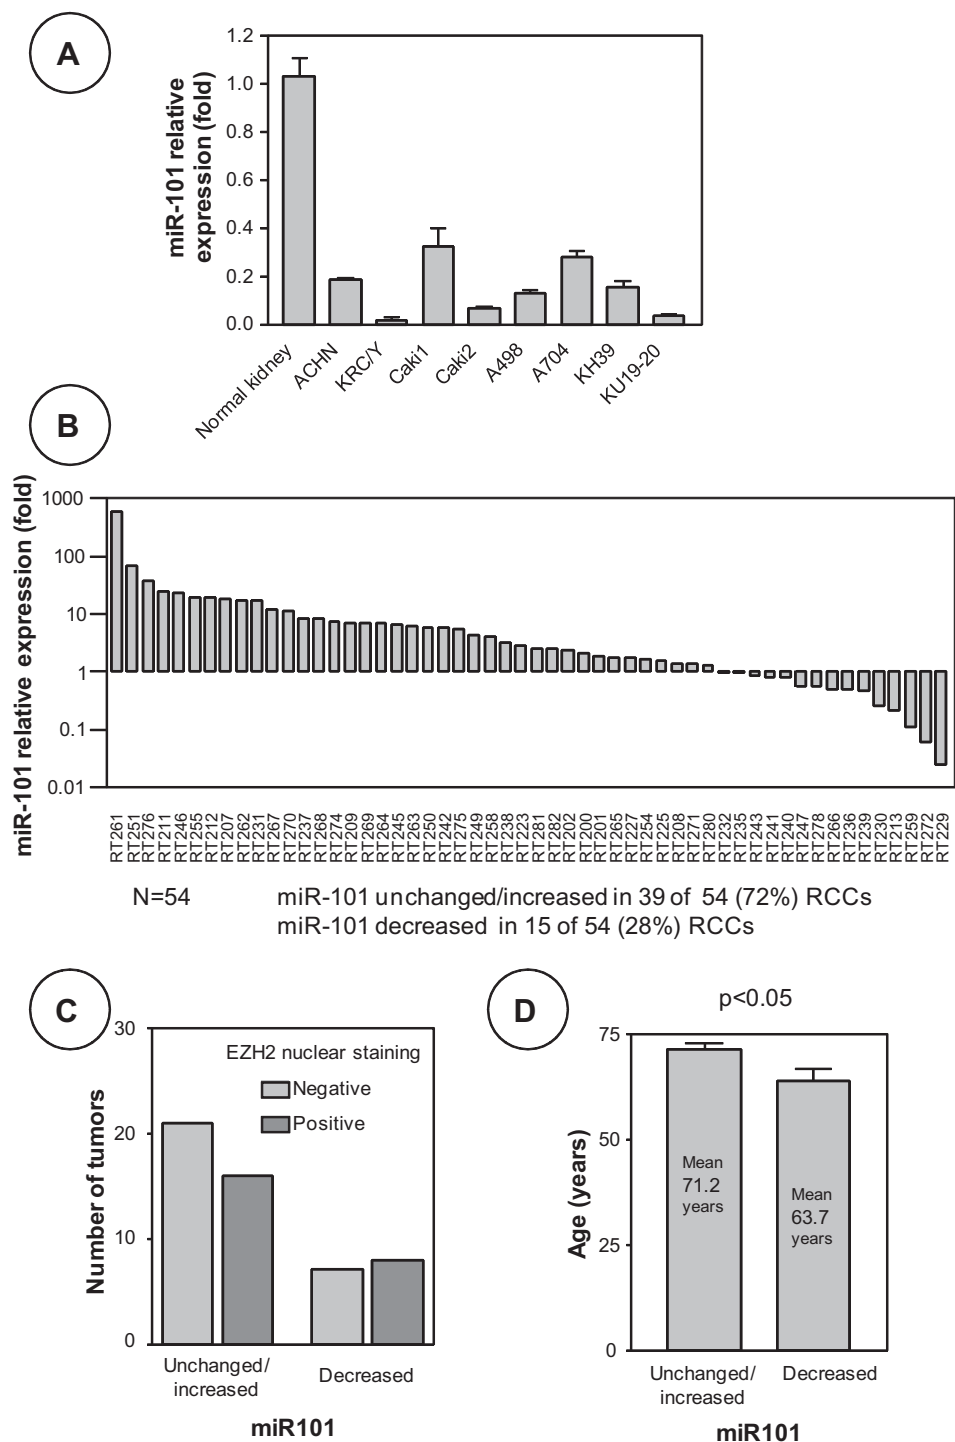 A
miR-101 relative
expression (fold)
1.2
1.0
0.8
0.6
0.4
0.2
0.0
Normal kidney
ACHN
KRC/Y
Caki1
Caki2
A498
A704
KH39
KU19-20
B
miR-101 relative expression (fold)
1000
100
10
1
0.1
0.01
RT261
RT251
RT276
RT211
RT246
RT255
RT212
RT207
RT262
RT231
RT267
RT270
RT237
RT268
RT274
RT209
RT269
RT264
RT245
RT263
RT250
RT242
RT275
RT249
RT258
RT238
RT223
RT281
RT282
RT202
RT200
RT201
RT265
RT227
RT254
RT225
RT208
RT271
RT280
RT232
RT235
RT243
RT241
RT240
RT247
RT278
RT266
RT236
RT239
RT230
RT213
RT259
RT272
RT229
N=54
miR-101 unchanged/increased in 39 of 54 (72%) RCCs
miR-101 decreased in 15 of 54 (28%) RCCs
C
Number of tumors
30
20
10
0
EZH2 nuclear staining
Negative
Positive
Unchanged/
increased
Decreased
miR101
D
p<0.05
Age (years)
75
50
25
0
Mean
71.2
years
Mean
63.7
years
Unchanged/
increased
Decreased
miR101